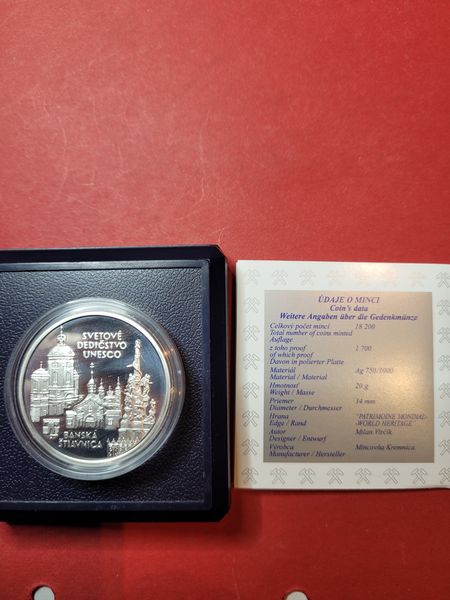 SVETOVÉ
DEDIČSTVO
UNESCO
BANSKÁ
ŠTIAVNICA
ÚDAJE O MINCI
Coin's data
Weitere Angaben über die Gedenkmünze
Celkový počet mincí 18 200
Total number of coins minted
Auflage
z toho proof 1 700
of which proof
Davon in polierter Platte
Materiál Ag 750/1000
Material / Material
Hmotnosť 20 g
Weight / Masse
Priemer 34 mm
Diameter / Durchmesser
Hrana "PATRIMOINE MONDIAL-
Edge / Rand -WORLD HERITAGE
Autor Milan Virčík
Designer / Entwurf
Výrobca Mincovňa Kremnica
Manufacturer / Hersteller